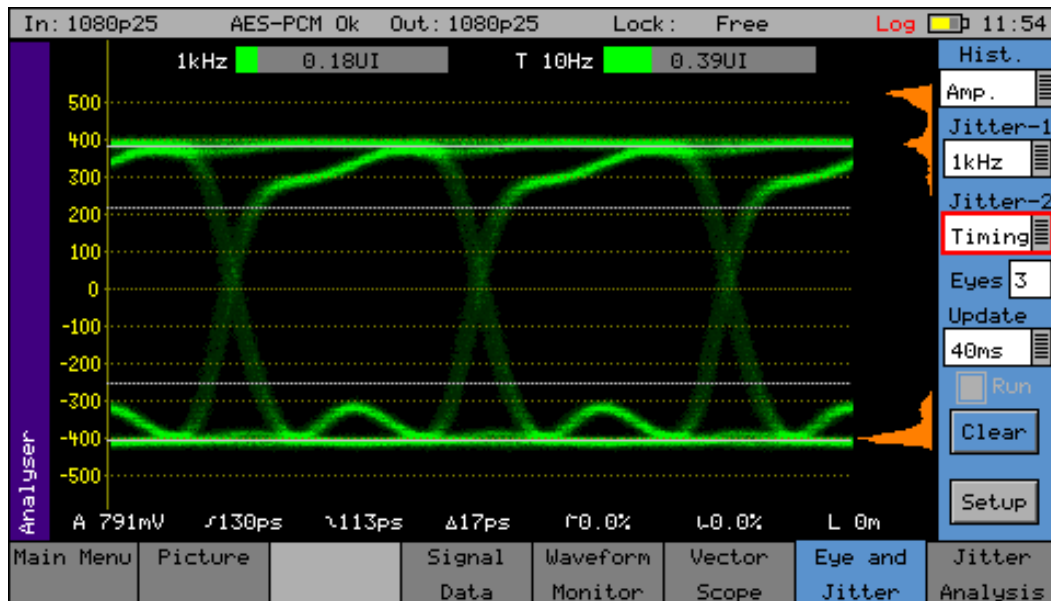 In: 1080p25 AES-PCM Ok Out: 1080p25 Lock: Free Log 11:54
1kHz 0.18UI T 10Hz 0.39UI
Hist.
Amp.
Jitter-1
1kHz
Jitter-2
Timing
Eyes 3
Update
40ms
Run
Clear
Setup
500
400
300
200
100
0
-100
-200
-300
-400
-500
Analyser
A 791mV 130ps 113ps Δ17ps 0.0% 0.0% L 0m
Main Menu Picture Signal Data Waveform Monitor Vector Scope Eye and Jitter Jitter Analysis